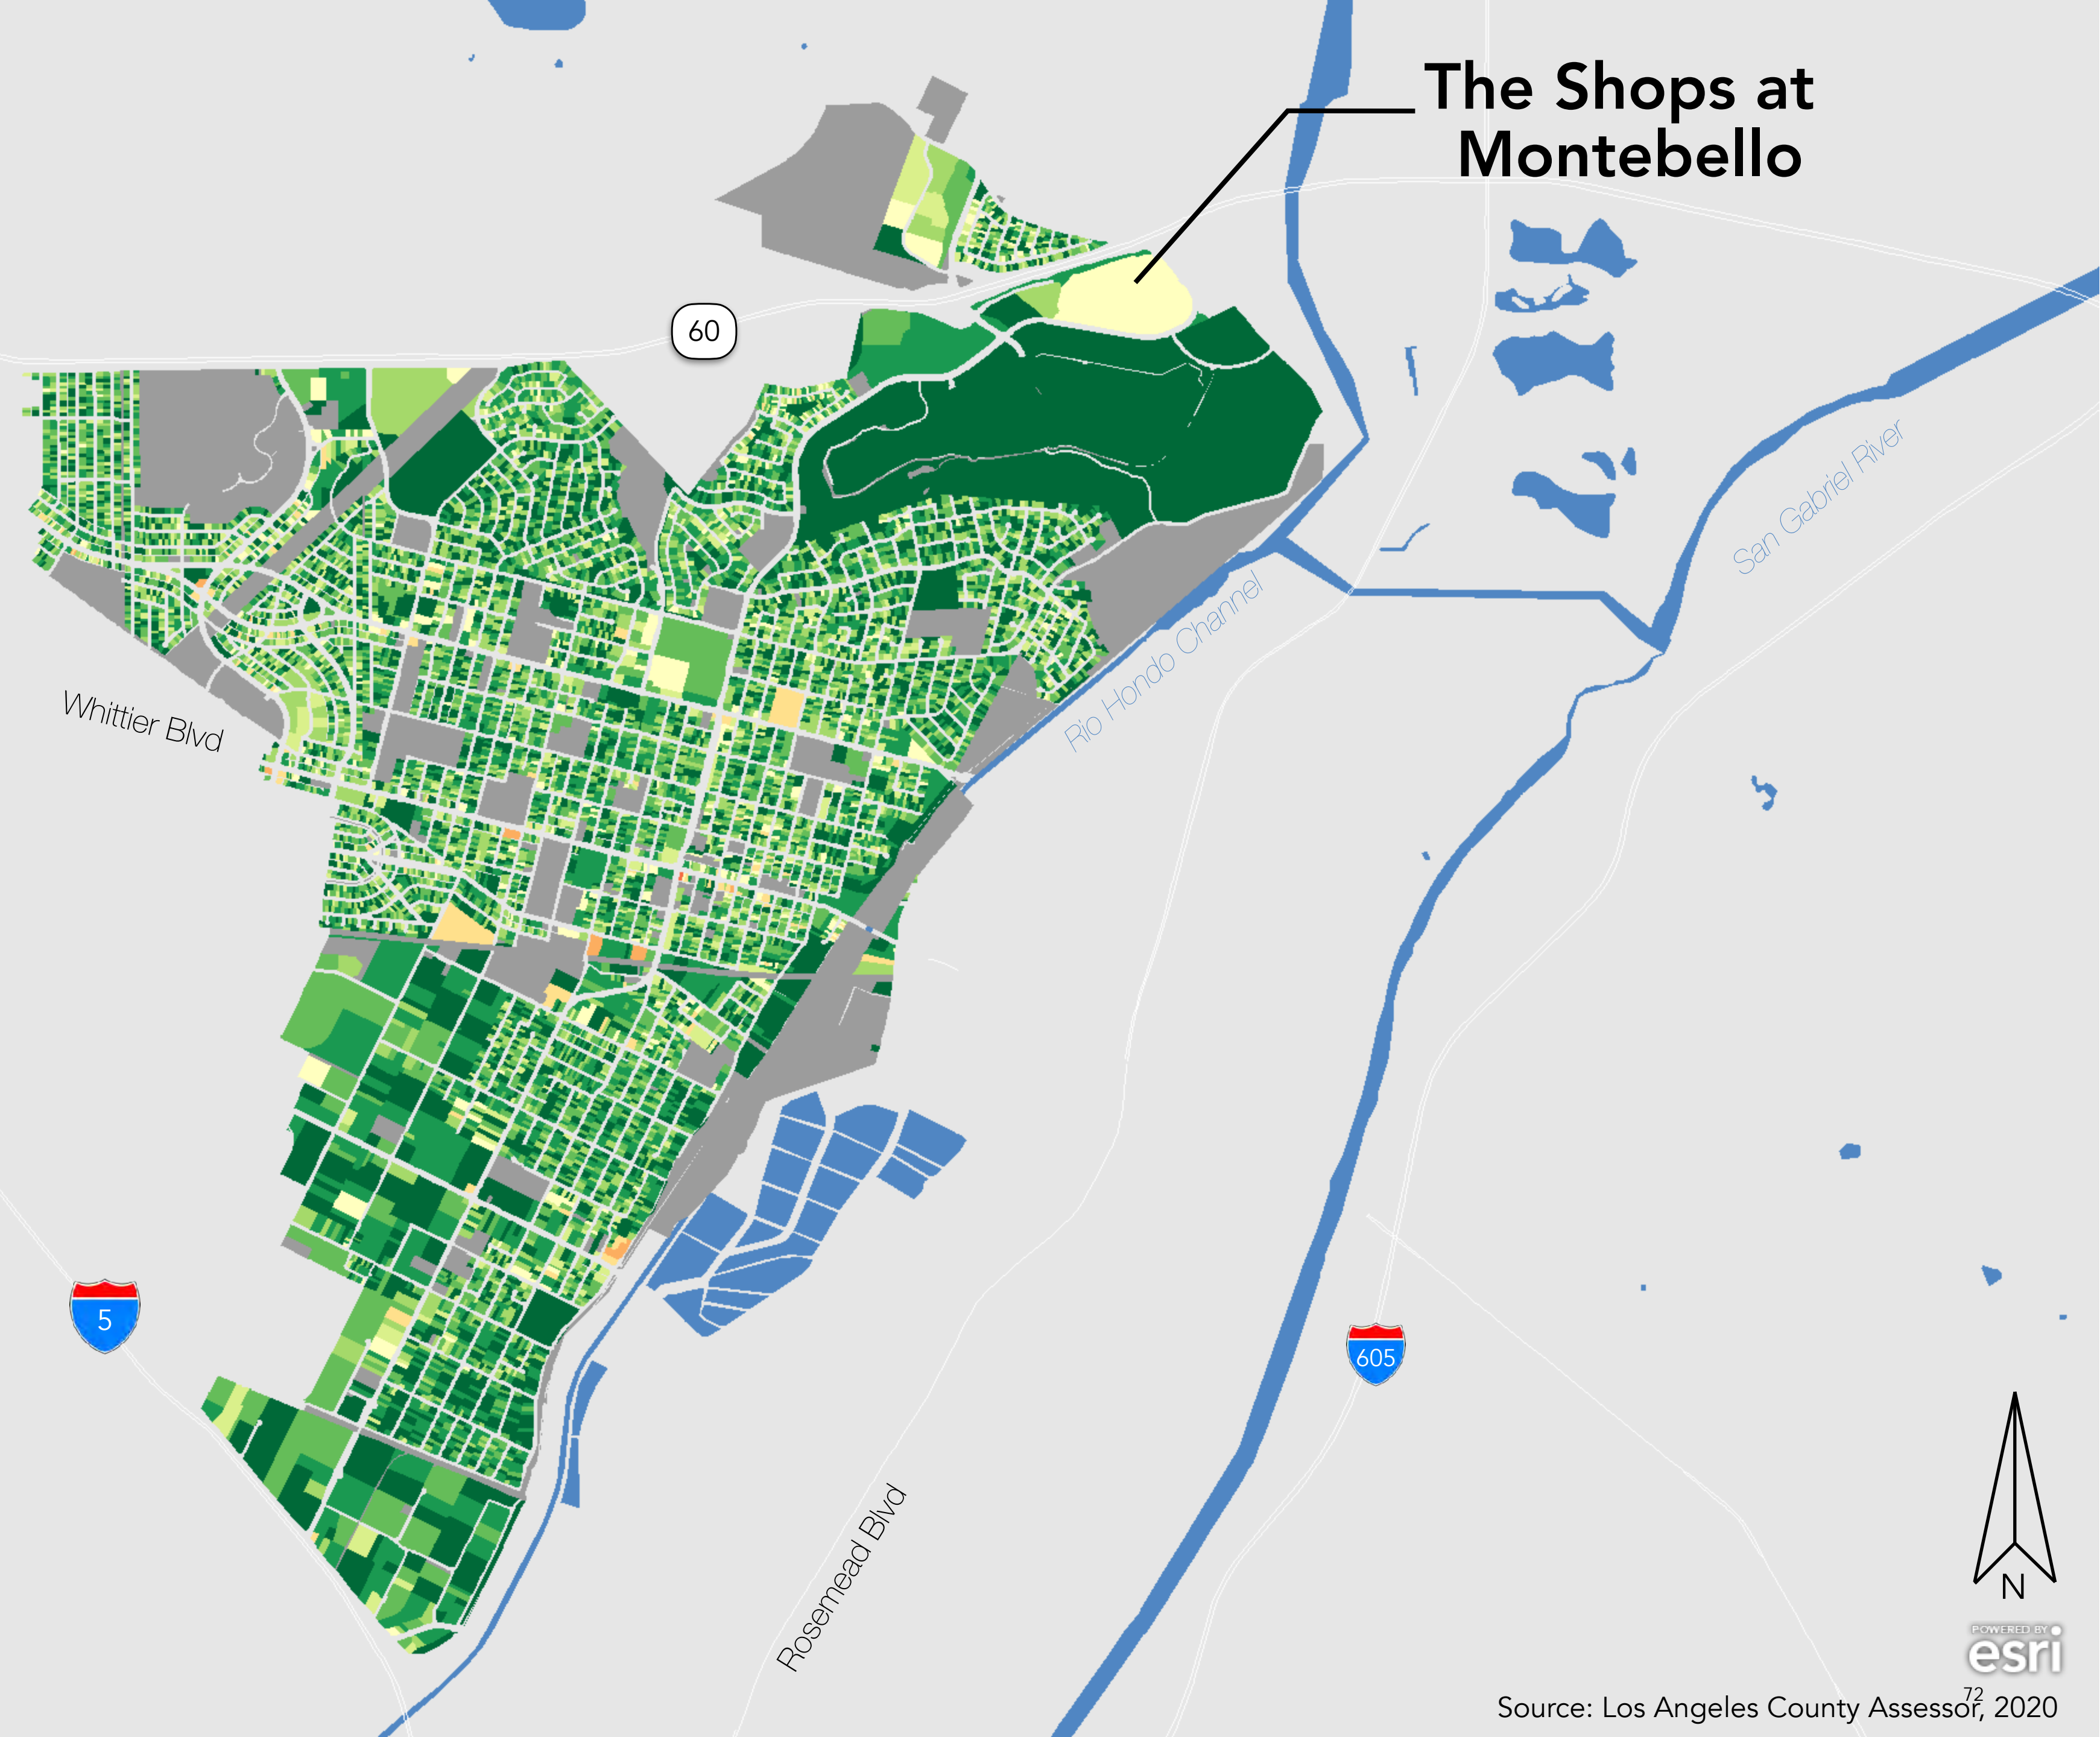 The Shops at
Montebello
60
San Gabriel River
Rio Hondo Channel
Whittier Blvd
5
605
Rosemead Blvd
N
POWERED BY
esri
72
Source: Los Angeles County Assessor, 2020